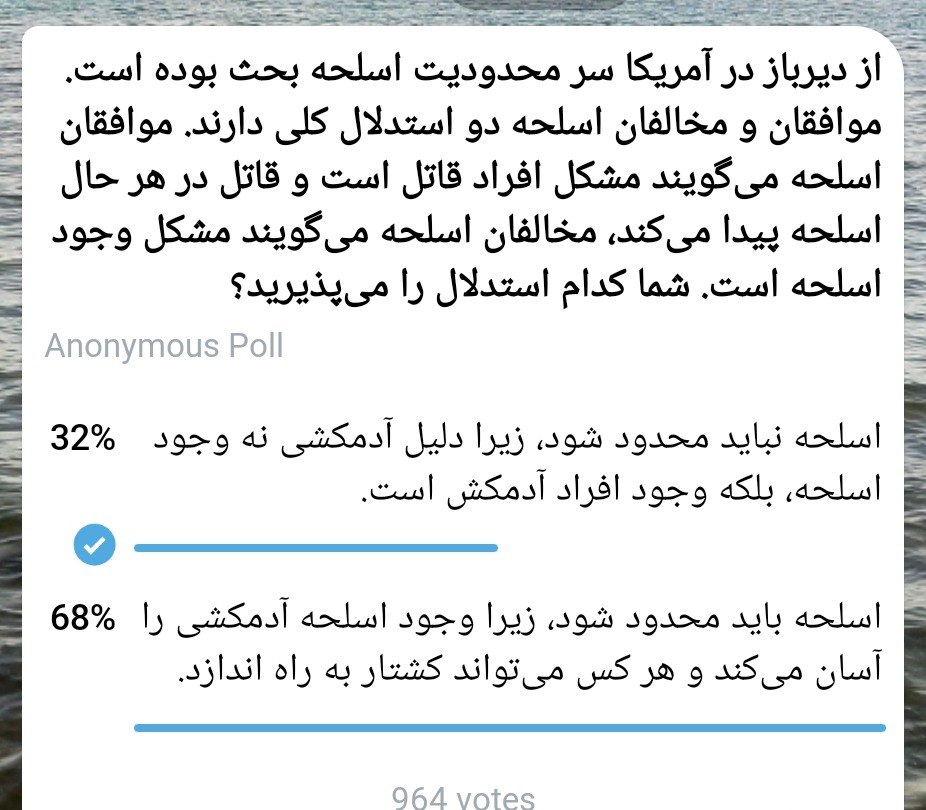 از دیرباز در آمریکا سر محدودیت اسلحه بحث بوده است.
موافقان و مخالفان اسلحه دو استدلال کلی دارند. موافقان
اسلحه می‌گویند مشکل افراد قاتل است و قاتل در هر حال
اسلحه پیدا می‌کند، مخالفان اسلحه می‌گویند مشکل وجود
اسلحه است. شما کدام استدلال را می‌پذیرید؟
Anonymous Poll
اسلحه نباید محدود شود، زیرا دلیل آدمکشی نه وجود 32%
اسلحه، بلکه وجود افراد آدمکش است.
اسلحه باید محدود شود، زیرا وجود اسلحه آدمکشی را 68%
آسان می‌کند و هر کس می‌تواند کشتار به راه اندازد.
964 votes